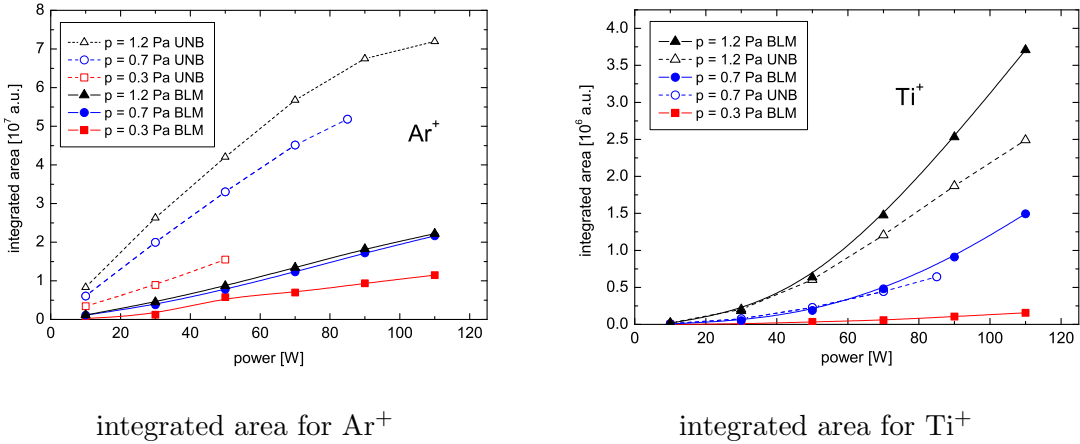 8
7
6
5
4
3
2
1
0
integrated area [10⁷ a.u.]
p = 1.2 Pa UNB
p = 0.7 Pa UNB
p = 0.3 Pa UNB
p = 1.2 Pa BLM
p = 0.7 Pa BLM
p = 0.3 Pa BLM
Ar⁺
0 20 40 60 80 100 120
power [W]
integrated area for Ar⁺
4.0
3.5
3.0
2.5
2.0
1.5
1.0
0.5
0.0
integrated area [10⁶ a.u.]
p = 1.2 Pa BLM
p = 1.2 Pa UNB
p = 0.7 Pa BLM
p = 0.7 Pa UNB
p = 0.3 Pa BLM
Ti⁺
0 20 40 60 80 100 120
power [W]
integrated area for Ti⁺